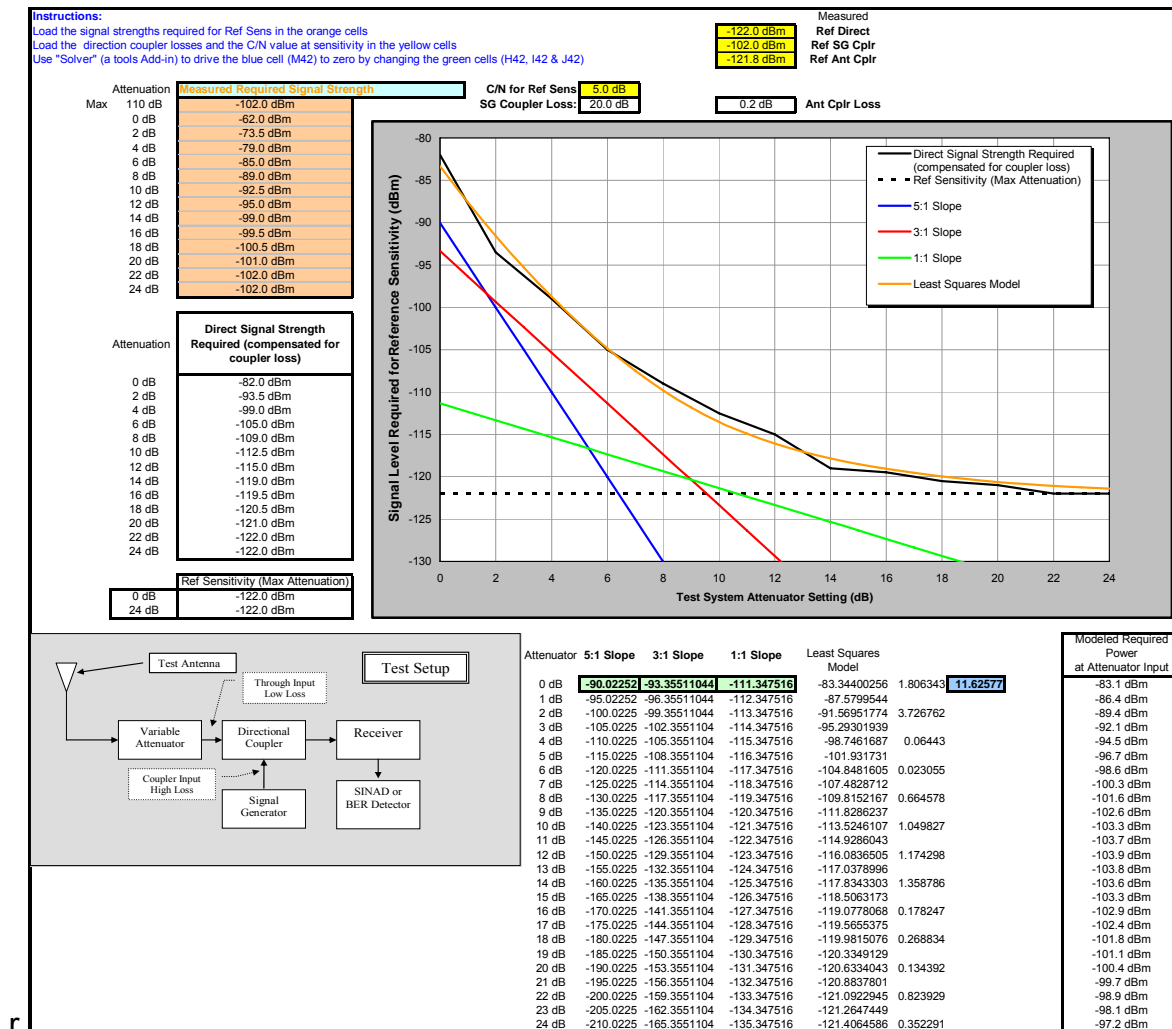 Instructions:
Load the signal strengths required for Ref Sens in the orange cells
Load the direction coupler losses and the C/N value at sensitivity in the yellow cells
Use "Solver" (a tools Add-in) to drive the blue cell (M42) to zero by changing the green cells (H42, I42 & J42)
Measured
-122.0 dBm Ref Direct
-102.0 dBm Ref SG Cplr
-121.8 dBm Ref Ant Cplr
Attenuation Measured Required Signal Strength
C/N for Ref Sens 5.0 dB
SG Coupler Loss: 20.0 dB 0.2 dB Ant Cplr Loss
Max 110 dB -102.0 dBm
0 dB -62.0 dBm
2 dB -73.5 dBm
4 dB -79.0 dBm
6 dB -85.0 dBm
8 dB -89.0 dBm
10 dB -92.5 dBm
12 dB -95.0 dBm
14 dB -99.0 dBm
16 dB -99.5 dBm
18 dB -100.5 dBm
20 dB -101.0 dBm
22 dB -102.0 dBm
24 dB -102.0 dBm
Attenuation
Direct Signal Strength
Required (compensated for
coupler loss)
0 dB -82.0 dBm
2 dB -93.5 dBm
4 dB -99.0 dBm
6 dB -105.0 dBm
8 dB -109.0 dBm
10 dB -112.5 dBm
12 dB -115.0 dBm
14 dB -119.0 dBm
16 dB -119.5 dBm
18 dB -120.5 dBm
20 dB -121.0 dBm
22 dB -122.0 dBm
24 dB -122.0 dBm
Ref Sensitivity (Max Attenuation)
0 dB -122.0 dBm
24 dB -122.0 dBm
Signal Level Required for Reference Sensitivity (dBm)
-80
-85
-90
-95
-100
-105
-110
-115
-120
-125
-130
0 2 4 6 8 10 12 14 16 18 20 22 24
Test System Attenuator Setting (dB)
Direct Signal Strength Required
(compensated for coupler loss)
Ref Sensitivity (Max Attenuation)
5:1 Slope
3:1 Slope
1:1 Slope
Least Squares Model
Test Setup
Test Antenna
Through Input
Low Loss
Variable
Attenuator
Directional
Coupler
Receiver
Coupler Input
High Loss
Signal
Generator
SINAD or
BER Detector
Attenuator 5:1 Slope 3:1 Slope 1:1 Slope Least Squares
Model
Modeled Required
Power
at Attenuator Input
0 dB -90.02252 -93.35511044 -111.347516 -83.34400256 1.806343 11.62577 -83.1 dBm
1 dB -95.02252 -96.35511044 -112.347516 -87.5799544 -86.4 dBm
2 dB -100.0225 -99.35511044 -113.347516 -91.56951774 3.726762 -89.4 dBm
3 dB -105.0225 -102.3551104 -114.347516 -95.29301939 -92.1 dBm
4 dB -110.0225 -105.3551104 -115.347516 -98.7461687 0.06443 -94.5 dBm
5 dB -115.0225 -108.3551104 -116.347516 -101.931731 -96.7 dBm
6 dB -120.0225 -111.3551104 -117.347516 -104.8481605 0.023055 -98.6 dBm
7 dB -125.0225 -114.3551104 -118.347516 -107.4828712 -100.3 dBm
8 dB -130.0225 -117.3551104 -119.347516 -109.8152167 0.664578 -101.6 dBm
9 dB -135.0225 -120.3551104 -120.347516 -111.8286237 -102.6 dBm
10 dB -140.0225 -123.3551104 -121.347516 -113.5246107 1.049827 -103.3 dBm
11 dB -145.0225 -126.3551104 -122.347516 -114.9286043 -103.7 dBm
12 dB -150.0225 -129.3551104 -123.347516 -116.0836505 1.174298 -103.9 dBm
13 dB -155.0225 -132.3551104 -124.347516 -117.0378996 -103.8 dBm
14 dB -160.0225 -135.3551104 -125.347516 -117.8343303 1.358786 -103.6 dBm
15 dB -165.0225 -138.3551104 -126.347516 -118.5063173 -103.3 dBm
16 dB -170.0225 -141.3551104 -127.347516 -119.0778068 0.178247 -102.9 dBm
17 dB -175.0225 -144.3551104 -128.347516 -119.5655375 -102.4 dBm
18 dB -180.0225 -147.3551104 -129.347516 -119.9815076 0.268834 -101.8 dBm
19 dB -185.0225 -150.3551104 -130.347516 -120.3349129 -101.1 dBm
20 dB -190.0225 -153.3551104 -131.347516 -120.6334043 0.134392 -100.4 dBm
21 dB -195.0225 -156.3551104 -132.347516 -120.8837801 -99.7 dBm
22 dB -200.0225 -159.3551104 -133.347516 -121.0922945 0.823929 -98.9 dBm
23 dB -205.0225 -162.3551104 -134.347516 -121.2647449 -98.1 dBm
24 dB -210.0225 -165.3551104 -135.347516 -121.4064586 0.352291 -97.2 dBm
r